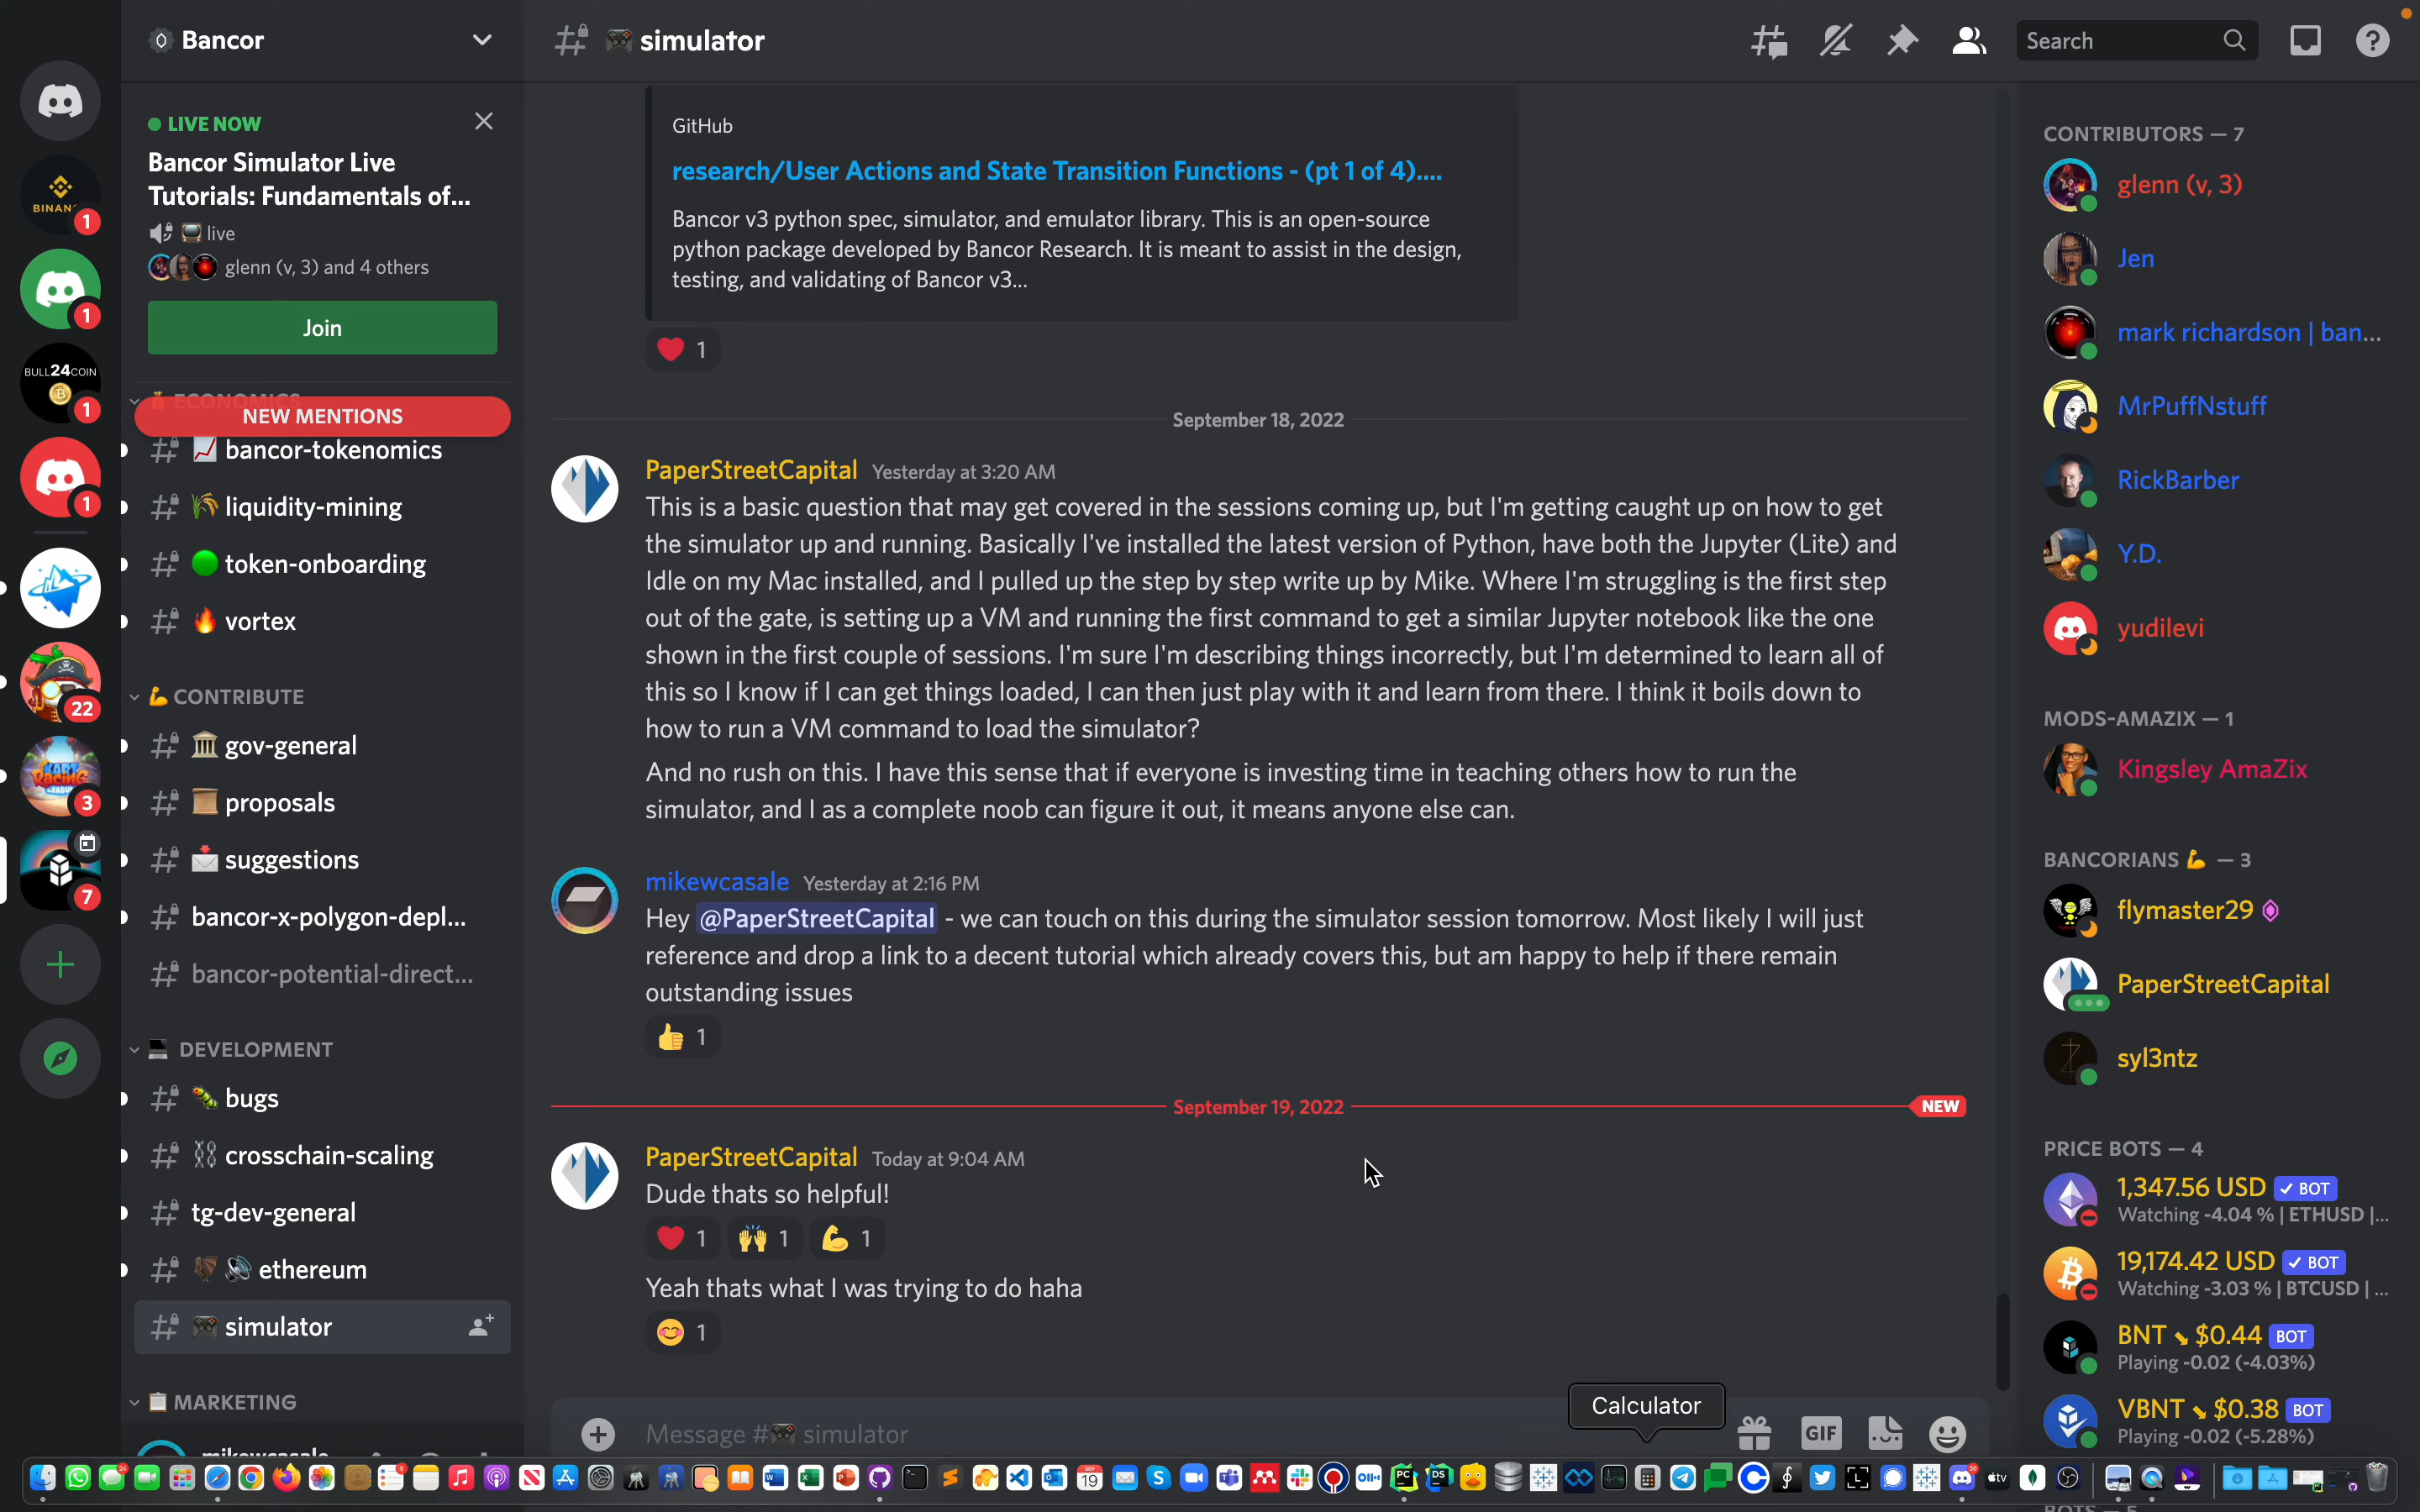 Bancor
LIVE NOW
Bancor Simulator Live
Tutorials: Fundamentals of...
live
glenn (v, 3) and 4 others
Join
ECONOMICS
NEW MENTIONS
bancor-tokenomics
liquidity-mining
token-onboarding
vortex
CONTRIBUTE
gov-general
proposals
suggestions
bancor-x-polygon-depl...
bancor-potential-direct...
DEVELOPMENT
bugs
crosschain-scaling
tg-dev-general
ethereum
simulator
MARKETING
mikewcasale
BINAN
1
1
BULL24COIN
1
1
22
3
7
simulator
Search
GitHub
research/User Actions and State Transition Functions - (pt 1 of 4)....
Bancor v3 python spec, simulator, and emulator library. This is an open-source
python package developed by Bancor Research. It is meant to assist in the design,
testing, and validating of Bancor v3...
1
September 18, 2022
PaperStreetCapital Yesterday at 3:20 AM
This is a basic question that may get covered in the sessions coming up, but I'm getting caught up on how to get
the simulator up and running. Basically I've installed the latest version of Python, have both the Jupyter (Lite) and
Idle on my Mac installed, and I pulled up the step by step write up by Mike. Where I'm struggling is the first step
out of the gate, is setting up a VM and running the first command to get a similar Jupyter notebook like the one
shown in the first couple of sessions. I'm sure I'm describing things incorrectly, but I'm determined to learn all of
this so I know if I can get things loaded, I can then just play with it and learn from there. I think it boils down to
how to run a VM command to load the simulator?
And no rush on this. I have this sense that if everyone is investing time in teaching others how to run the
simulator, and I as a complete noob can figure it out, it means anyone else can.
mikewcasale Yesterday at 2:16 PM
Hey @PaperStreetCapital - we can touch on this during the simulator session tomorrow. Most likely I will just
reference and drop a link to a decent tutorial which already covers this, but am happy to help if there remain
outstanding issues
1
September 19, 2022 NEW
PaperStreetCapital Today at 9:04 AM
Dude thats so helpful!
1 1 1
Yeah thats what I was trying to do haha
1
Message # simulator
GIF
Calculator
CONTRIBUTORS — 7
glenn (v, 3)
Jen
mark richardson | ban...
MrPuffNstuff
RickBarber
Y.D.
yudilevi
MODS-AMAZIX — 1
Kingsley AmaZix
BANCORIANS — 3
flymaster29
PaperStreetCapital
syl3ntz
PRICE BOTS — 4
1,347.56 USD BOT
Watching -4.04 % | ETHUSD |...
19,174.42 USD BOT
Watching -3.03 % | BTCUSD | ...
BNT $0.44 BOT
Playing -0.02 (-4.03%)
VBNT $0.38 BOT
Playing -0.02 (-5.28%)